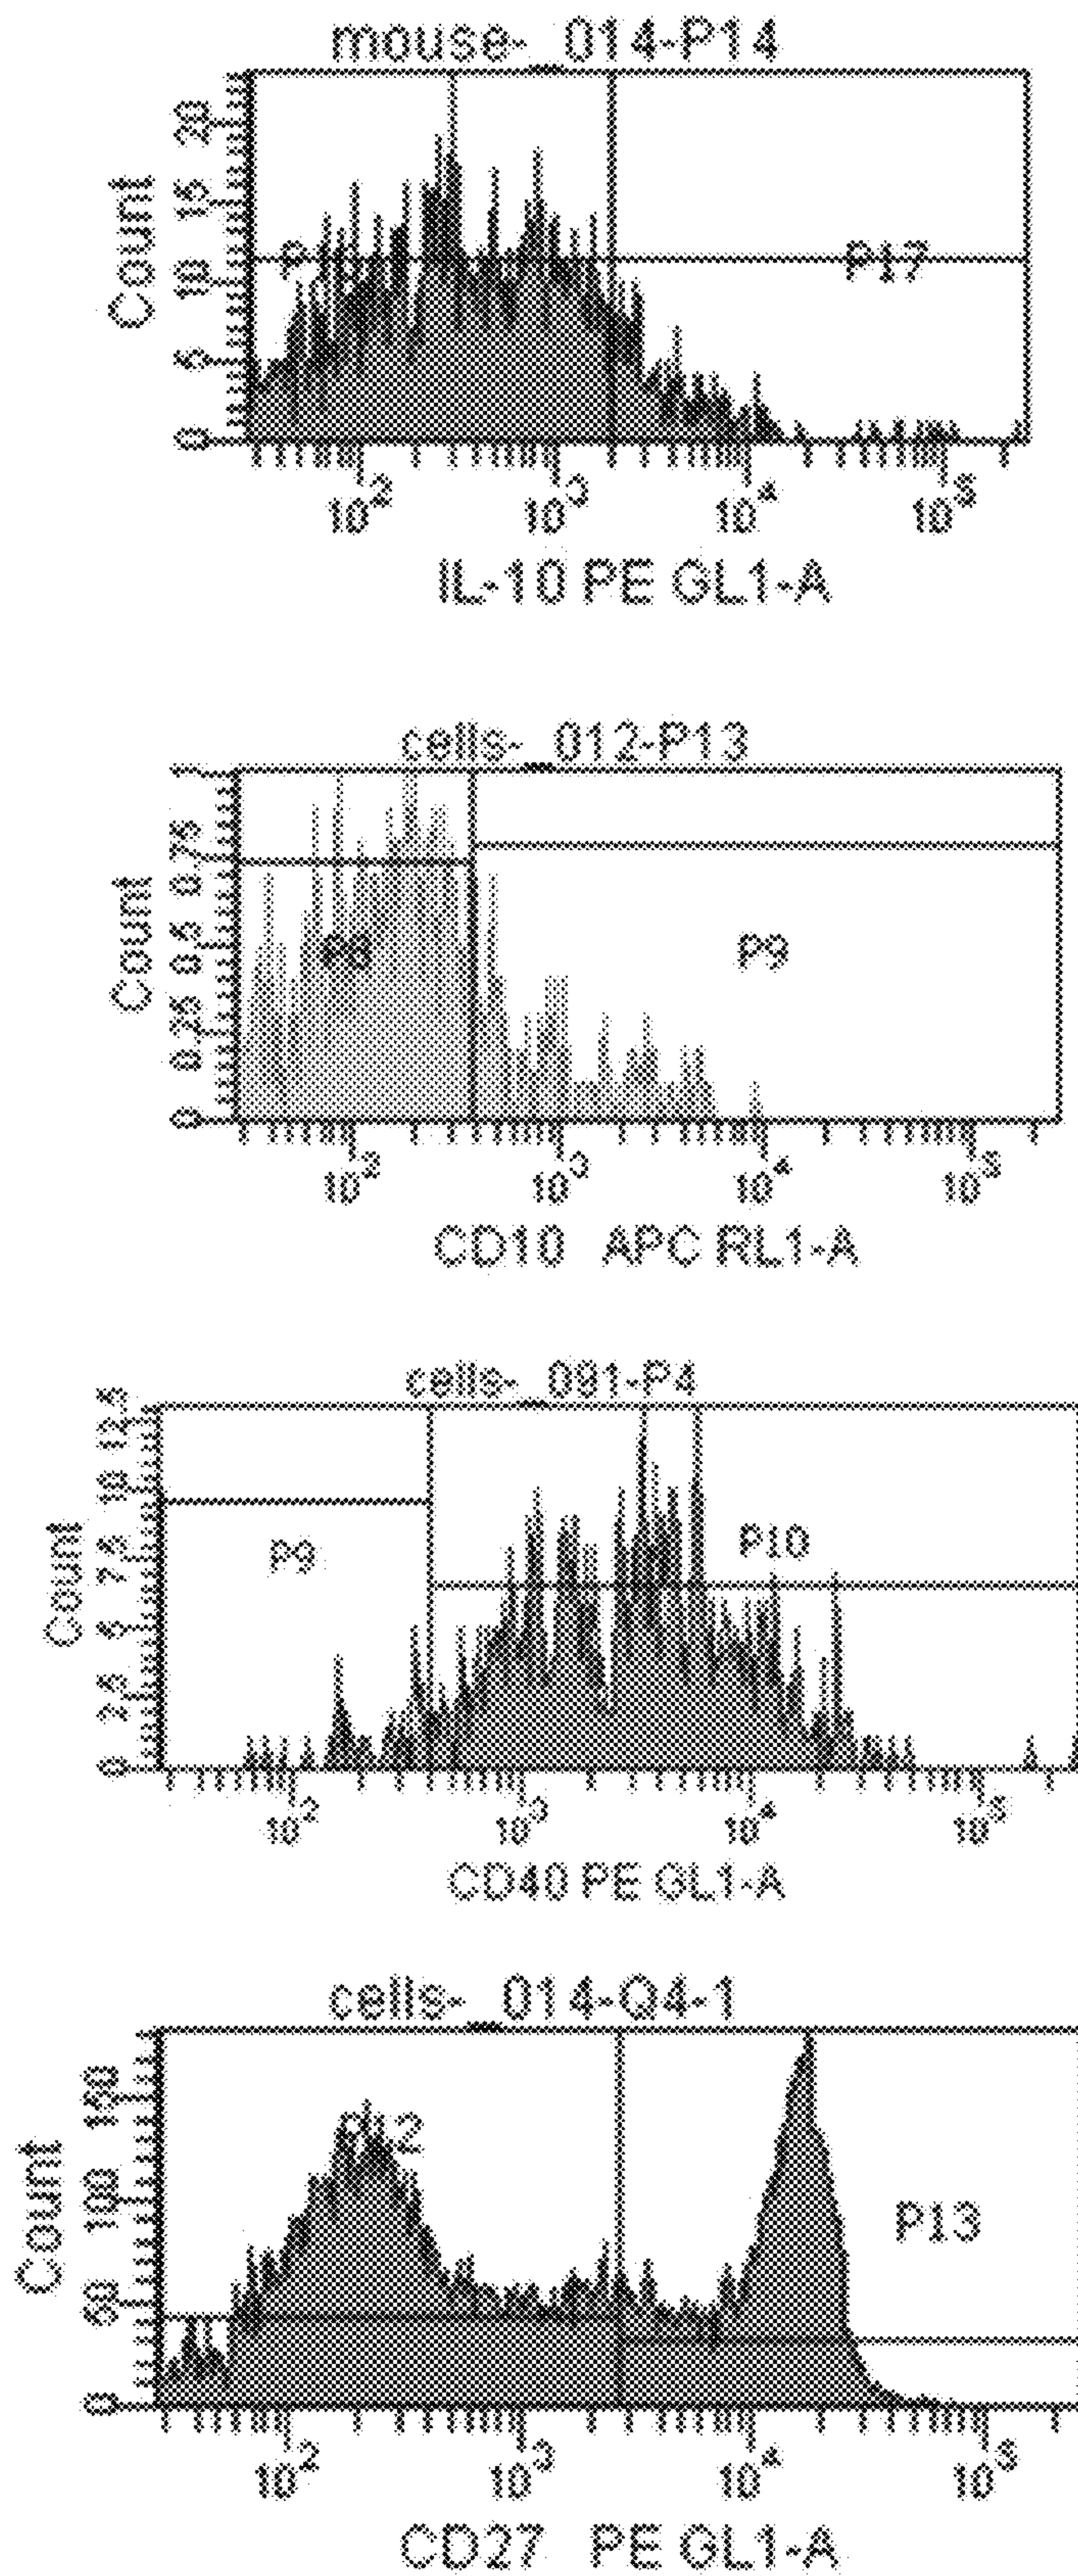 mouse-_014-P14
Count
20
15
10
5
0
P17
10^2 10^3 10^4 10^5
IL-10 PE GL1-A
cells-_012-P13
Count
1
0.75
0.5
0.25
0
P8
P9
10^2 10^3 10^4 10^5
CD10 APC RL1-A
cells-_091-P4
Count
12.5
10
7.5
5
2.5
0
P9
P10
10^2 10^3 10^4 10^5
CD40 PE GL1-A
cells-_014-Q4-1
Count
150
100
50
0
P12
P13
10^2 10^3 10^4 10^5
CD27 PE GL1-A